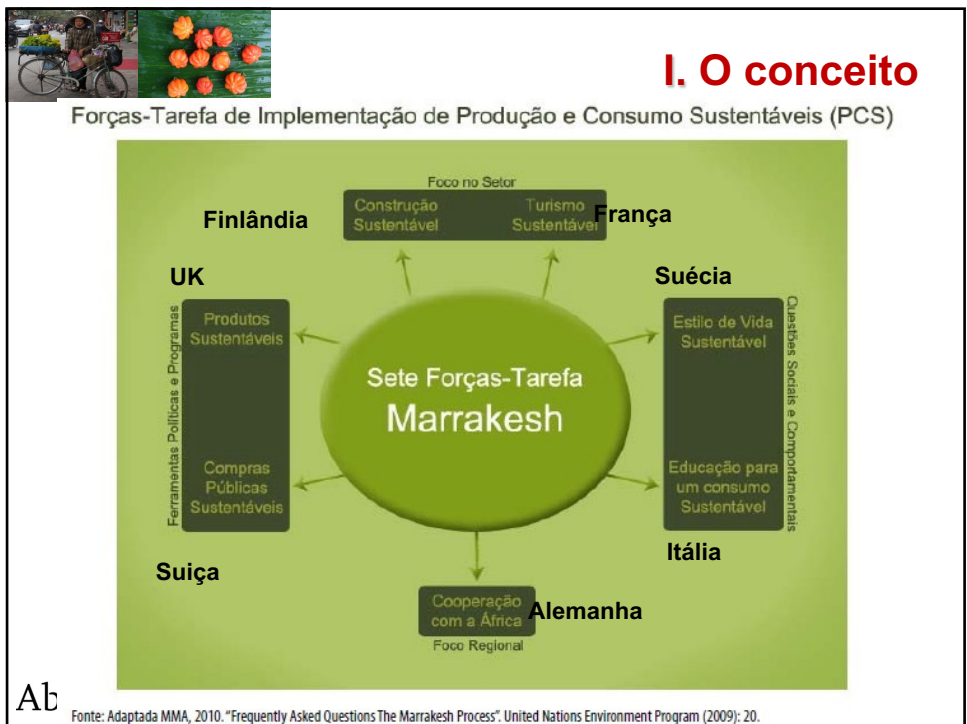 I. O conceito
Forças-Tarefa de Implementação de Produção e Consumo Sustentáveis (PCS)
Foco no Setor
Construção
Sustentável
Turismo
Sustentável
Finlândia
França
UK
Suécia
Ferramentas Políticas e Programas
Produtos
Sustentáveis
Compras
Públicas
Sustentáveis
Sete Forças-Tarefa
Marrakesh
Estilo de Vida
Sustentável
Educação para
um consumo
Sustentável
Questões Sociais e Comportamentais
Suiça
Itália
Cooperação
com a África
Alemanha
Foco Regional
Ab
Fonte: Adaptada MMA, 2010. “Frequently Asked Questions The Marrakesh Process”. United Nations Environment Program (2009): 20.